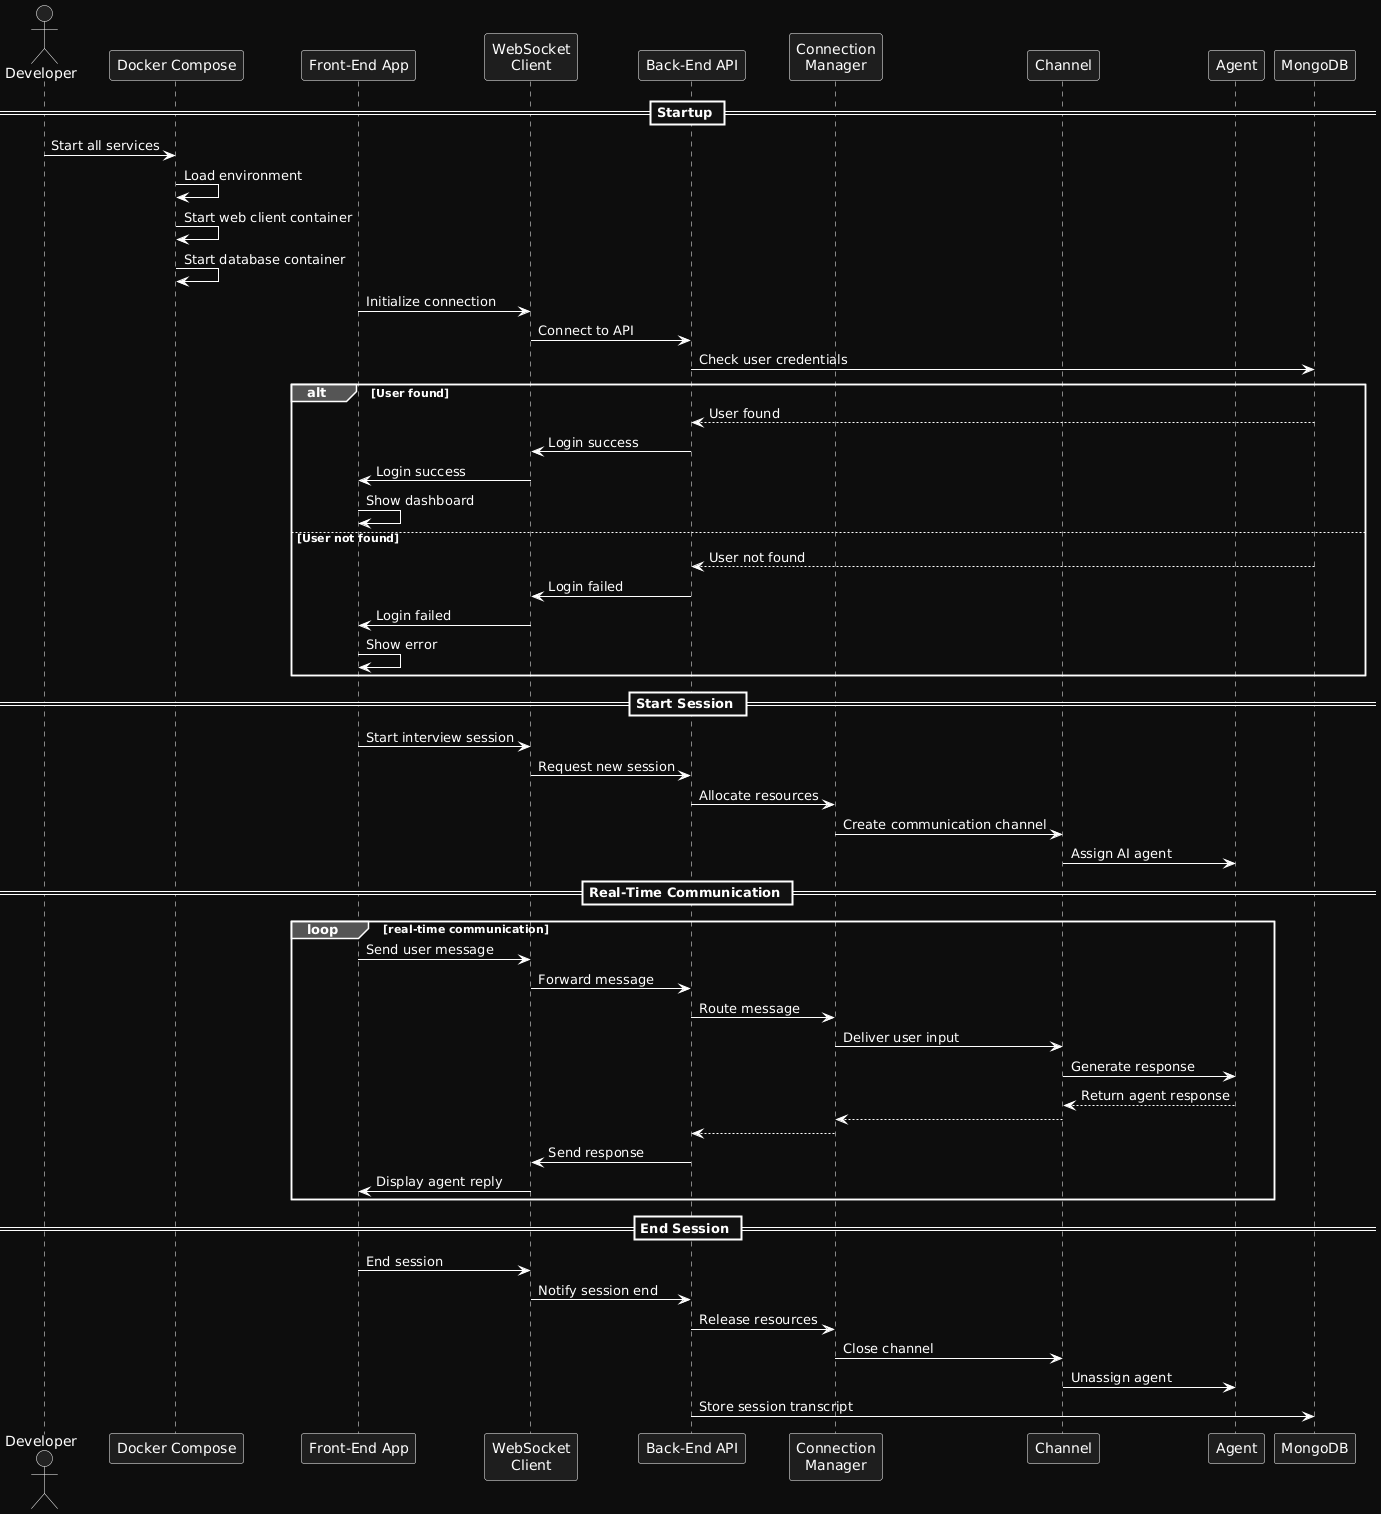 Developer
Docker Compose
Front-End App
WebSocket
Client
Back-End API
Connection
Manager
Channel
Agent
MongoDB
Startup
Start all services
Load environment
Start web client container
Start database container
Initialize connection
Connect to API
Check user credentials
alt
[User found]
User found
Login success
Login success
Show dashboard
[User not found]
User not found
Login failed
Login failed
Show error
Start Session
Start interview session
Request new session
Allocate resources
Create communication channel
Assign AI agent
Real-Time Communication
loop
[real-time communication]
Send user message
Forward message
Route message
Deliver user input
Generate response
Return agent response
Send response
Display agent reply
End Session
End session
Notify session end
Release resources
Close channel
Unassign agent
Store session transcript
Developer
Docker Compose
Front-End App
WebSocket
Client
Back-End API
Connection
Manager
Channel
Agent
MongoDB